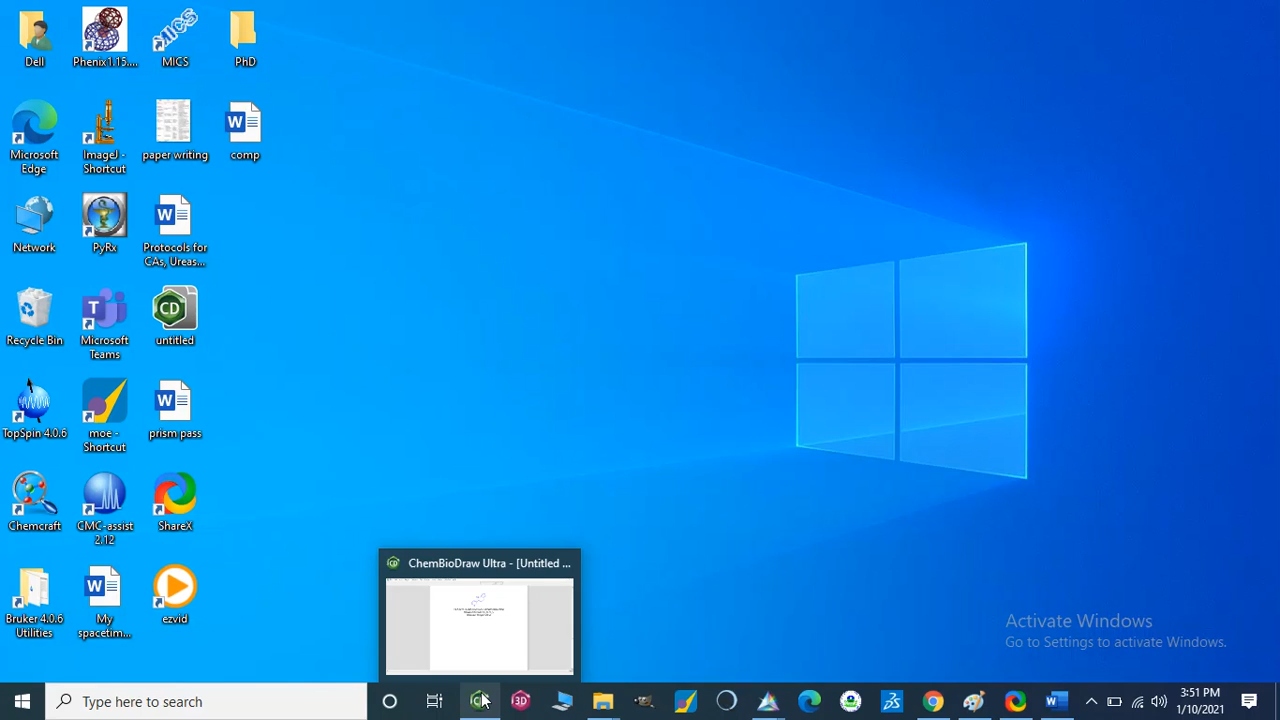 Dell
Phenix1.15....
MICS
PhD
Microsoft
Edge
ImageJ -
Shortcut
paper writing
comp
Network
PyRx
Protocols for
CAs, Ureas...
Recycle Bin
Microsoft
Teams
untitled
TopSpin 4.0.6
moe -
Shortcut
prism pass
Chemcraft
CMC-assist
2.12
ShareX
Bruker 4.0.6
Utilities
My
spacetim...
ezvid
ChemBioDraw Ultra - [Untitled ...
Activate Windows
Go to Settings to activate Windows.
Type here to search
3:51 PM
1/10/2021